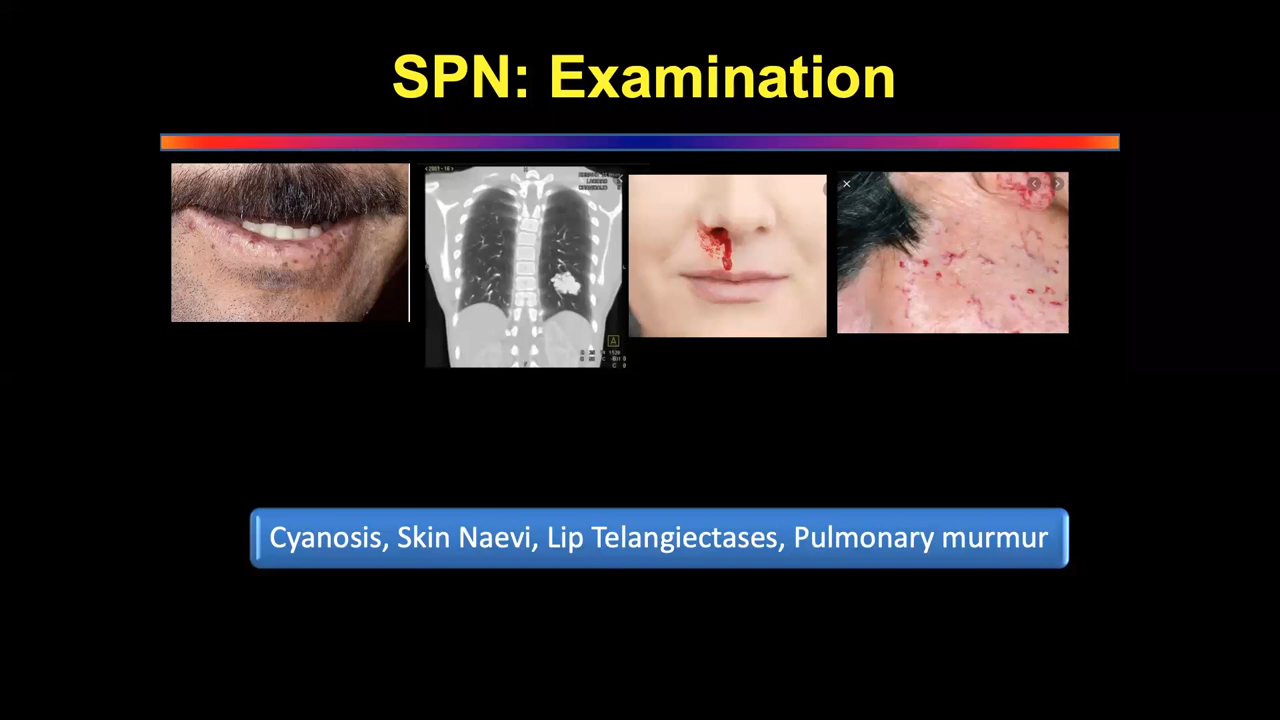 SPN: Examination
A
Cyanosis, Skin Naevi, Lip Telangiectases, Pulmonary murmur